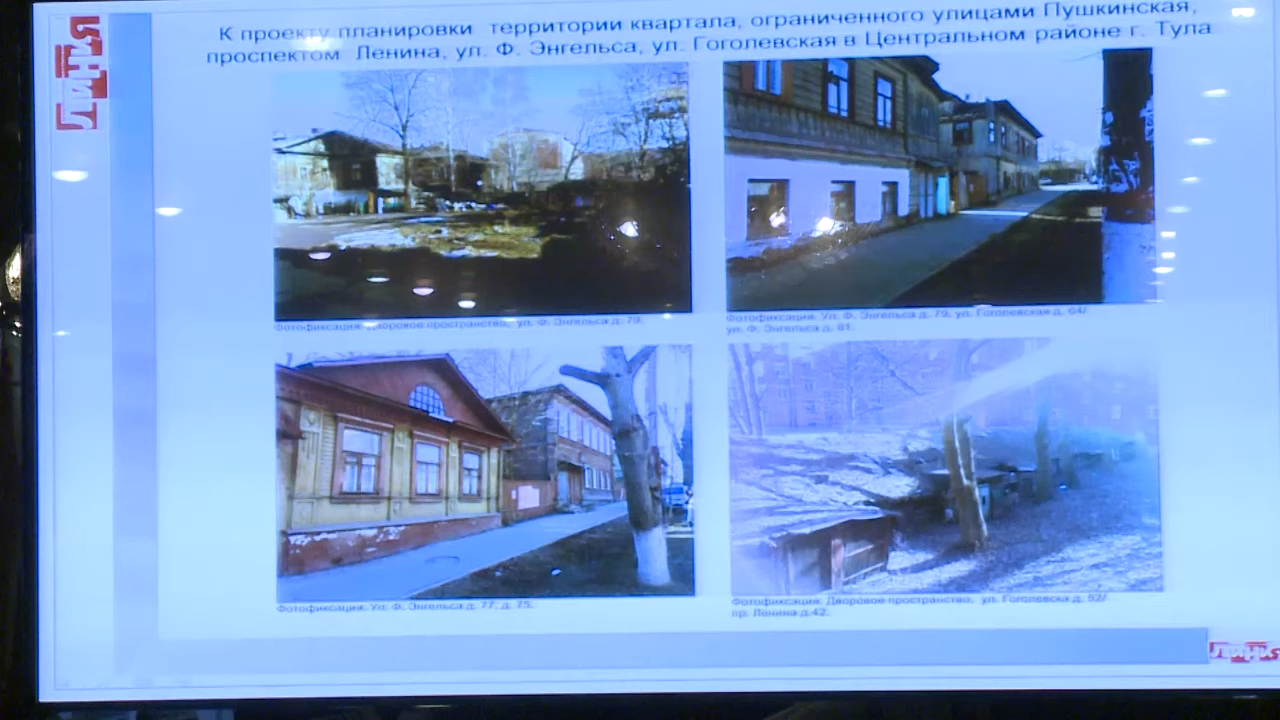 К проекту планировки территории квартала, ограниченного улицами Пушкинская,
проспектом Ленина, ул. Ф. Энгельса, ул. Гоголевская в Центральном районе г. Тула
Линия
Фотофиксация. Дворовое пространство, ул. Ф. Энгельса д. 79.
Фотофиксация. Ул. Ф. Энгельса д. 79, ул. Гоголевская д. 64/
ул. Ф. Энгельса д. 81.
Фотофиксация. Ул. Ф. Энгельса д. 77, д. 75.
Фотофиксация. Дворовое пространство, ул. Гоголевска д. 52/
пр. Ленина д.42.
Линия